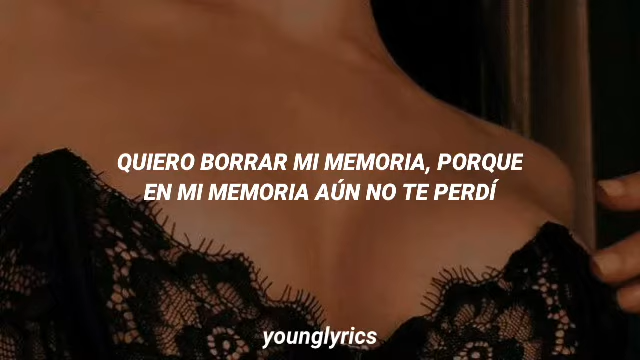 QUIERO BORRAR MI MEMORIA, PORQUE
EN MI MEMORIA AÚN NO TE PERDÍ
younglyrics